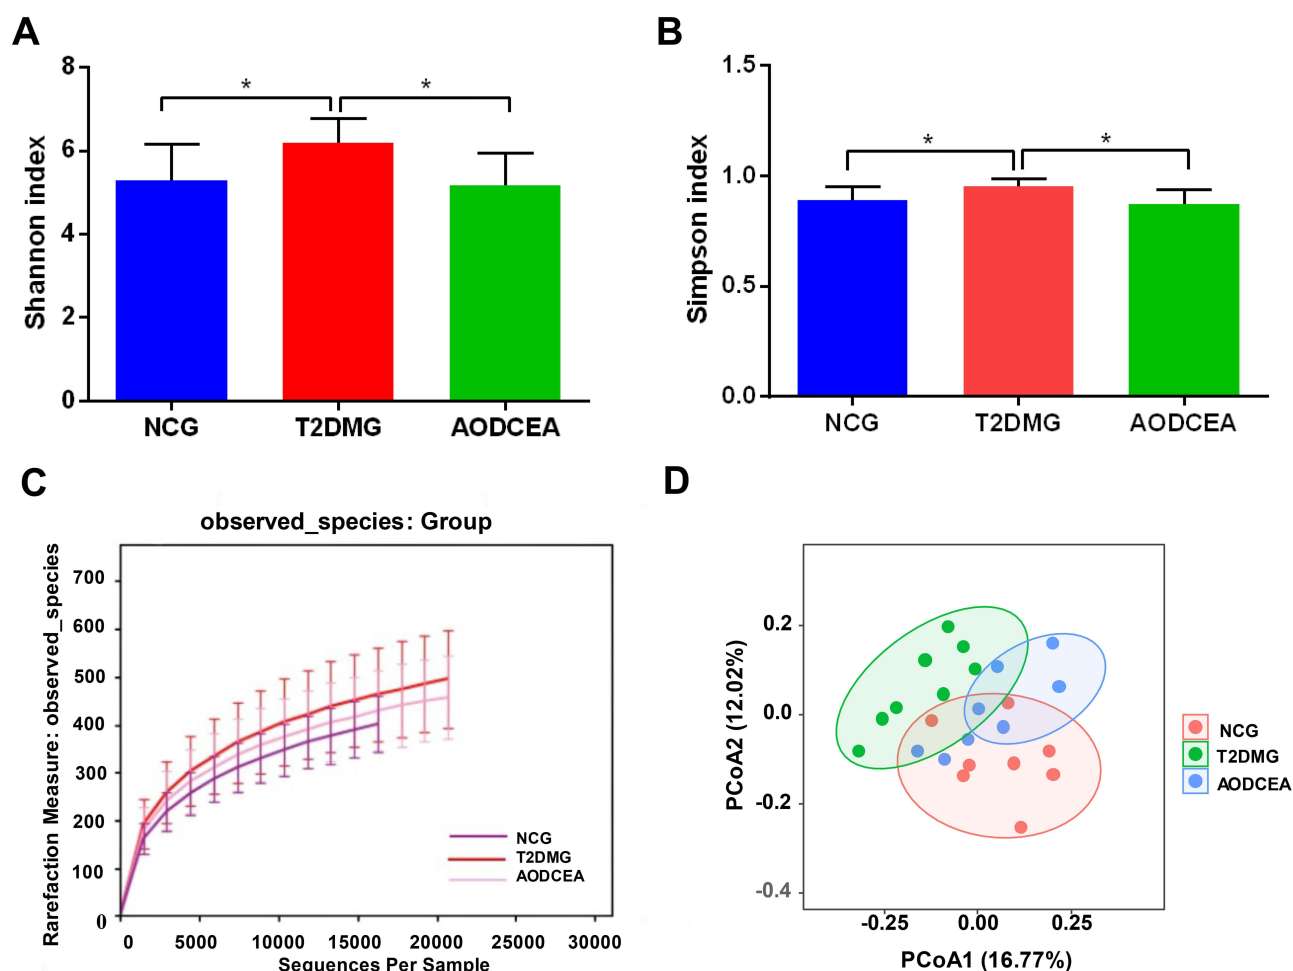 A
B
8
6
4
2
0
Shannon index
*
*
NCG
T2DMG
AODCEA
1.5
1.0
0.5
0.0
Simpson index
*
*
NCG
T2DMG
AODCEA
C
D
observed_species: Group
Rarefaction Measure: observed_species
700
600
500
400
300
200
100
0
0 5000 10000 15000 20000 25000 30000
Sequences Per Sample
NCG
T2DMG
AODCEA
PCoA2 (12.02%)
0.2
0.0
-0.2
-0.4
-0.25 0.00 0.25
PCoA1 (16.77%)
NCG
T2DMG
AODCEA